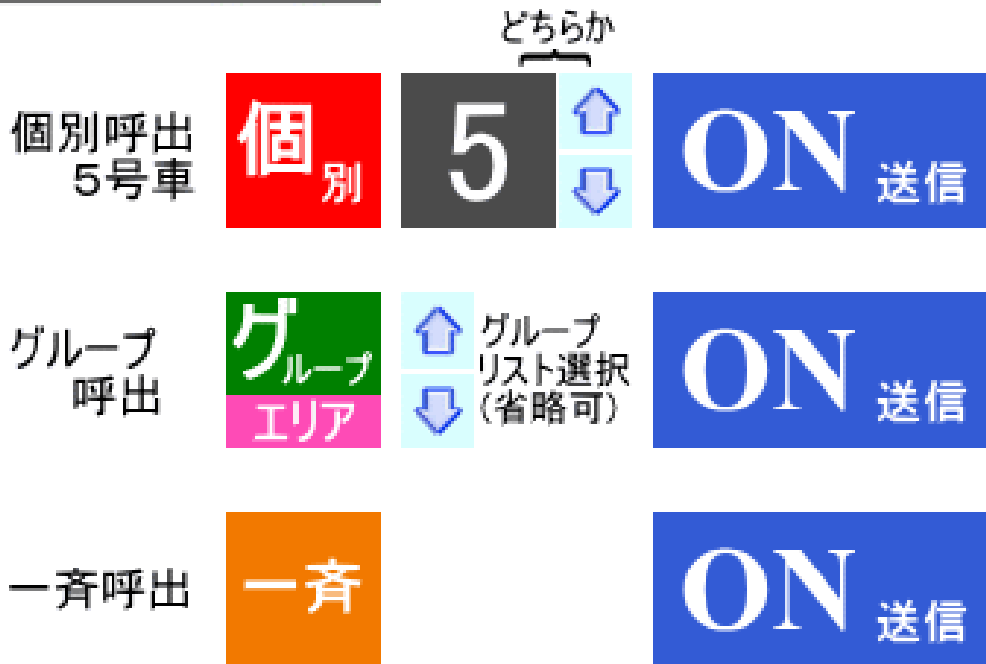 どちらか
個別呼出
5号車
個別
5
ON 送信
グループ
呼出
グループ
エリア
グループ
リスト選択
（省略可）
ON 送信
一斉呼出
一斉
ON 送信